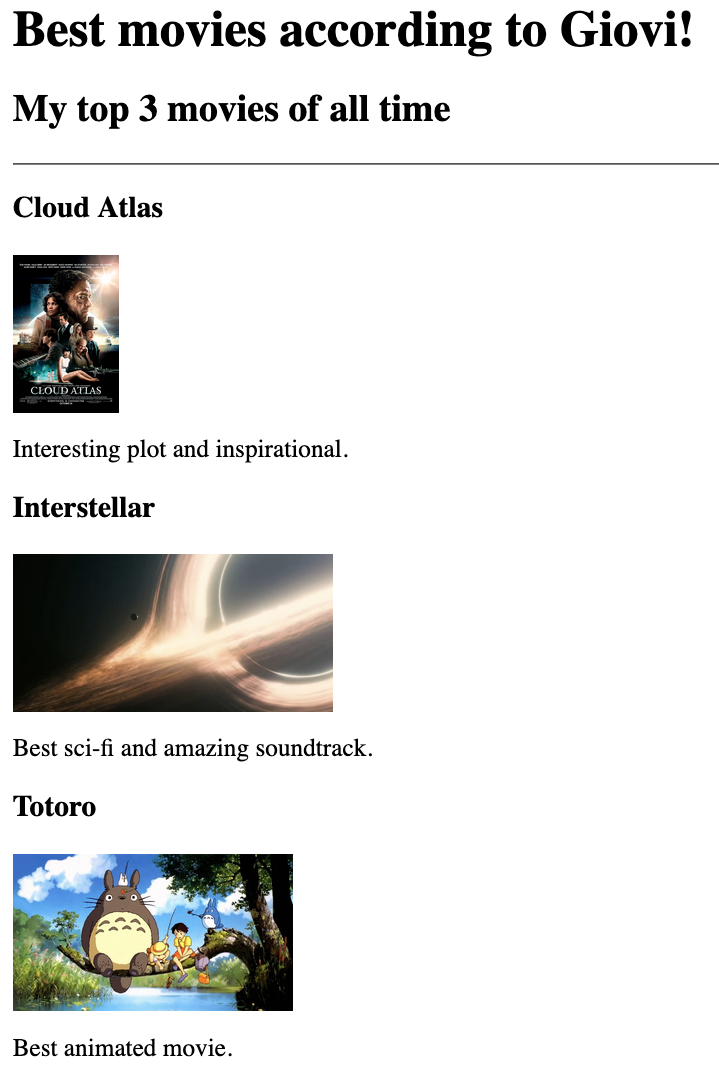 Best movies according to Giovi!
My top 3 movies of all time
Cloud Atlas
CLOUD ATLAS
Interesting plot and inspirational.
Interstellar
Best sci-fi and amazing soundtrack.
Totoro
Best animated movie.